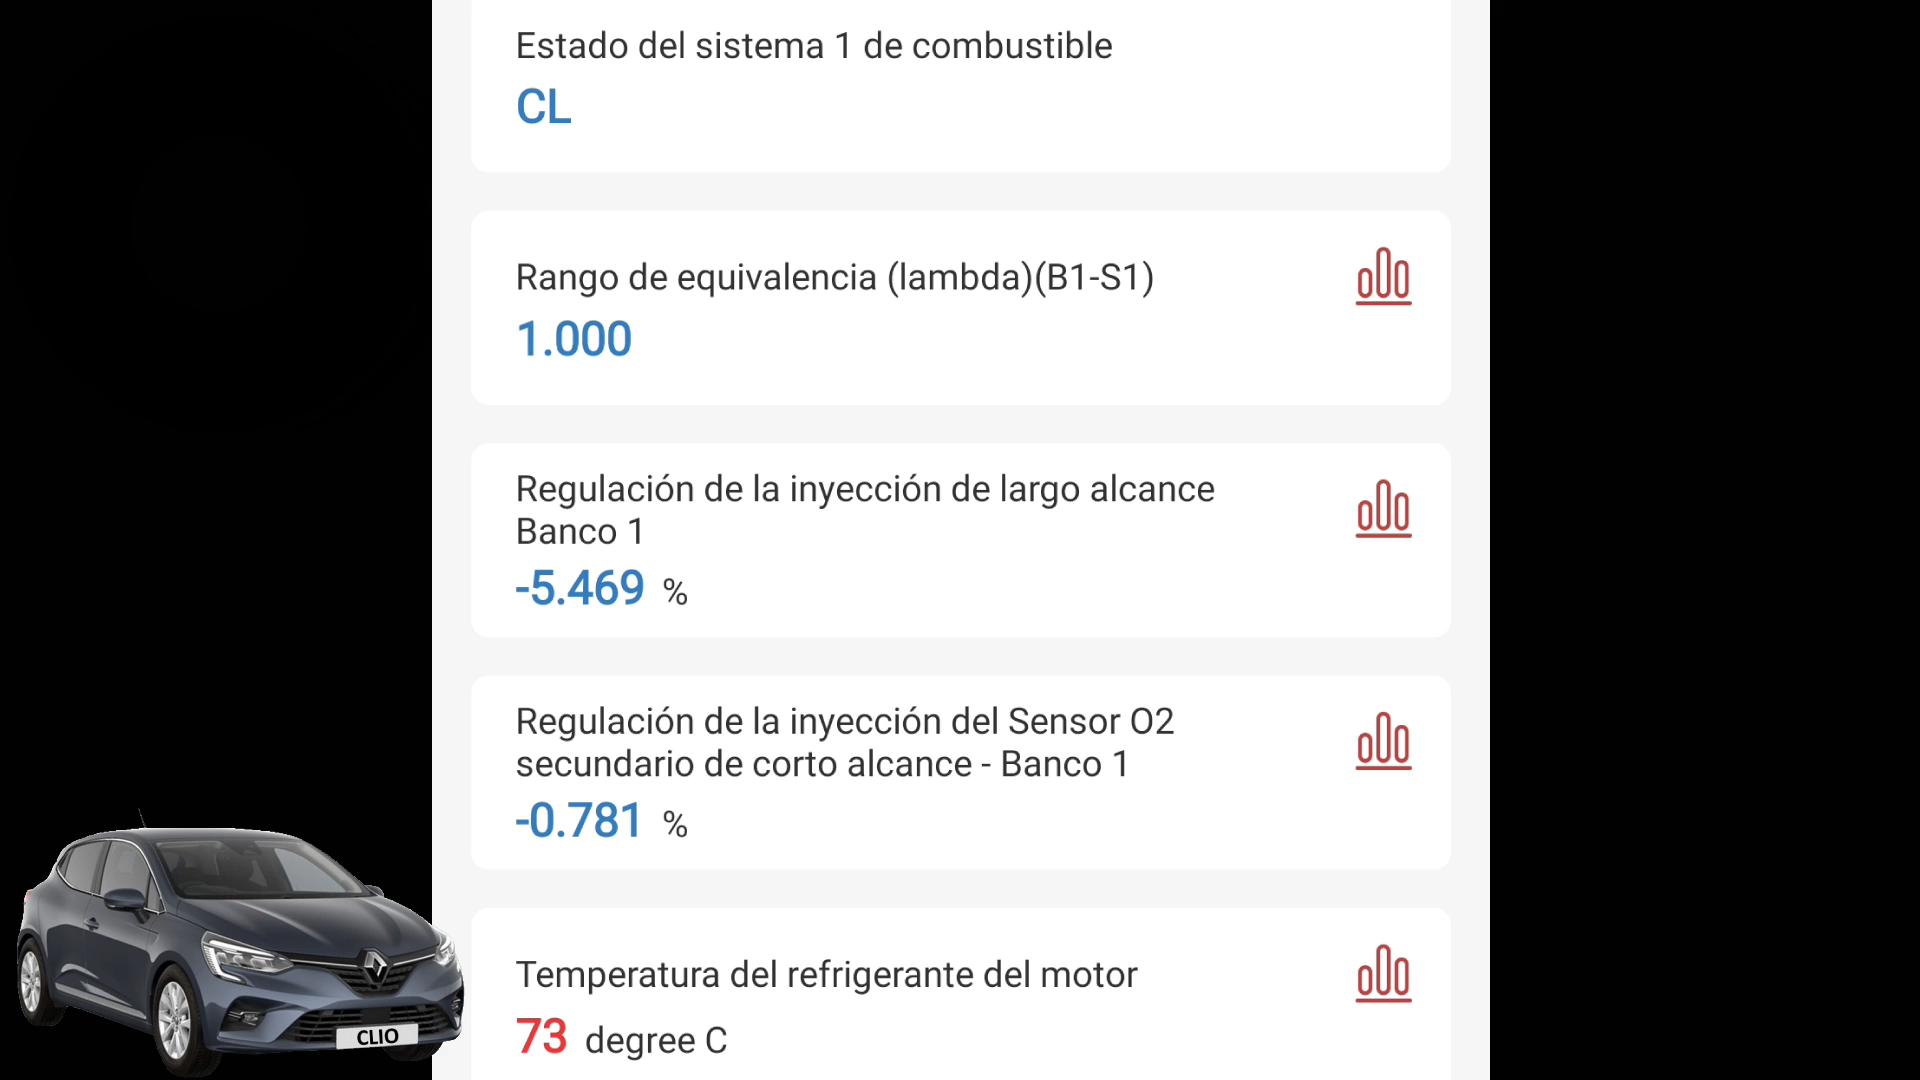 Estado del sistema 1 de combustible
CL
Rango de equivalencia (lambda)(B1-S1)
1.000
Regulación de la inyección de largo alcance
Banco 1
-5.469 %
Regulación de la inyección del Sensor O2
secundario de corto alcance - Banco 1
-0.781 %
Temperatura del refrigerante del motor
73 degree C
CLIO